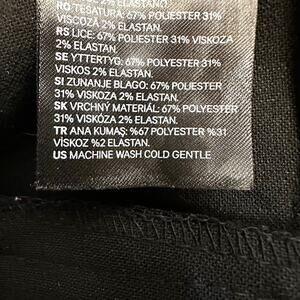 2% ELASTAN.
RO TESATURA: 67% POLIESTER 31%
VISCOZĂ 2% ELASTAN.
RS LICE: 67% POLIESTER 31% VISKOZA
2% ELASTAN.
SE YTTERTYG: 67% POLYESTER 31%
VISKOS 2% ELASTAN.
SI ZUNANJE BLAGO: 67% POLIESTER
31% VISKOZA 2% ELASTAN.
SK VRCHNÝ MATERIÁL: 67% POLYESTER
31% VISKÓZA 2% ELASTAN.
TR ANA KUMAŞ: %67 POLYESTER %31
VİSKOZ %2 ELASTAN.
US MACHINE WASH COLD GENTLE